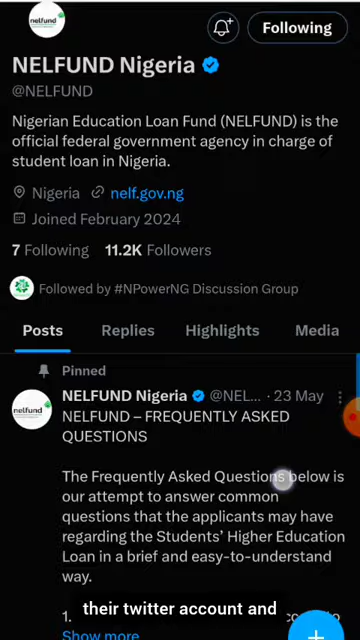 nelfund
Following
NELFUND Nigeria
@NELFUND
Nigerian Education Loan Fund (NELFUND) is the
official federal government agency in charge of
student loan in Nigeria.
Nigeria nelf.gov.ng
Joined February 2024
7 Following 11.2K Followers
Followed by #NPowerNG Discussion Group
Posts Replies Highlights Media
Pinned
nelfund
NELFUND Nigeria @NEL... · 23 May
NELFUND – FREQUENTLY ASKED
QUESTIONS
The Frequently Asked Questions below is
our attempt to answer common
questions that the applicants may have
regarding the Students' Higher Education
Loan in a brief and easy-to-understand
way.
1.
their twitter account and
Show more